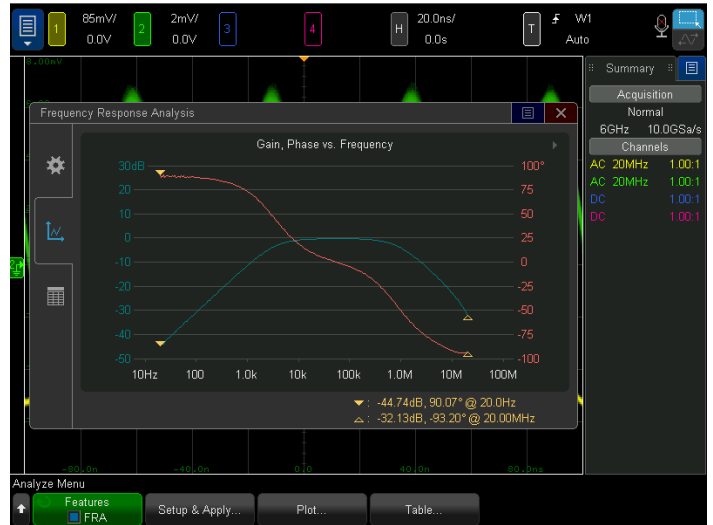 1 85mV/ 0.0V 2 2mV/ 0.0V 3 4 H 20.0ns/ 0.0s T W1 Auto
8.00mV
Summary
Acquisition
Normal
6GHz 10.0GSa/s
Channels
AC 20MHz 1.00:1
AC 20MHz 1.00:1
DC 1.00:1
DC 1.00:1
Frequency Response Analysis
Gain, Phase vs. Frequency
30dB 100°
20 75
10 50
0 25
-10 0
-20 -25
-30 -50
-40 -75
-50 -100
10Hz 100 1.0k 10k 100k 1.0M 10M 100M
: -44.74dB, 90.07° @ 20.0Hz
: -32.13dB, -93.20° @ 20.00MHz
-80.0n -40.0n 0.0 40.0n 80.0ns
Analyze Menu
Features
FRA
Setup & Apply...
Plot...
Table...